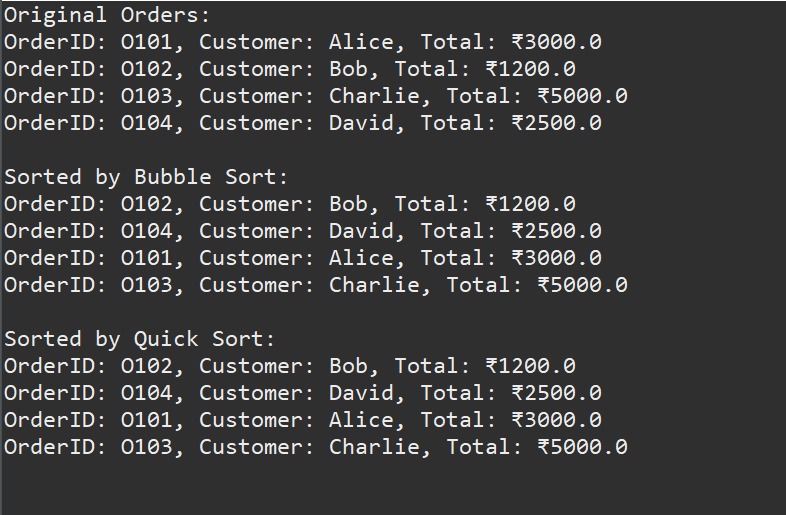 Original Orders:
OrderID: O101, Customer: Alice, Total: ₹3000.0
OrderID: O102, Customer: Bob, Total: ₹1200.0
OrderID: O103, Customer: Charlie, Total: ₹5000.0
OrderID: O104, Customer: David, Total: ₹2500.0

Sorted by Bubble Sort:
OrderID: O102, Customer: Bob, Total: ₹1200.0
OrderID: O104, Customer: David, Total: ₹2500.0
OrderID: O101, Customer: Alice, Total: ₹3000.0
OrderID: O103, Customer: Charlie, Total: ₹5000.0

Sorted by Quick Sort:
OrderID: O102, Customer: Bob, Total: ₹1200.0
OrderID: O104, Customer: David, Total: ₹2500.0
OrderID: O101, Customer: Alice, Total: ₹3000.0
OrderID: O103, Customer: Charlie, Total: ₹5000.0